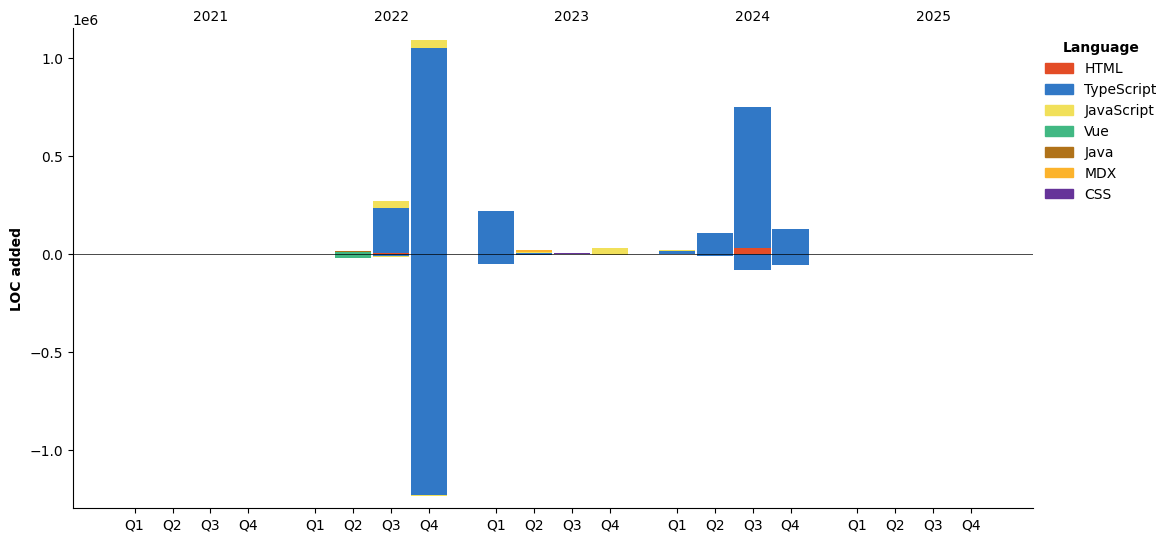 1e6
2021 2022 2023 2024 2025
1.0
0.5
0.0
−0.5
−1.0
LOC added
Q1 Q2 Q3 Q4 Q1 Q2 Q3 Q4 Q1 Q2 Q3 Q4 Q1 Q2 Q3 Q4 Q1 Q2 Q3 Q4
Language
HTML
TypeScript
JavaScript
Vue
Java
MDX
CSS